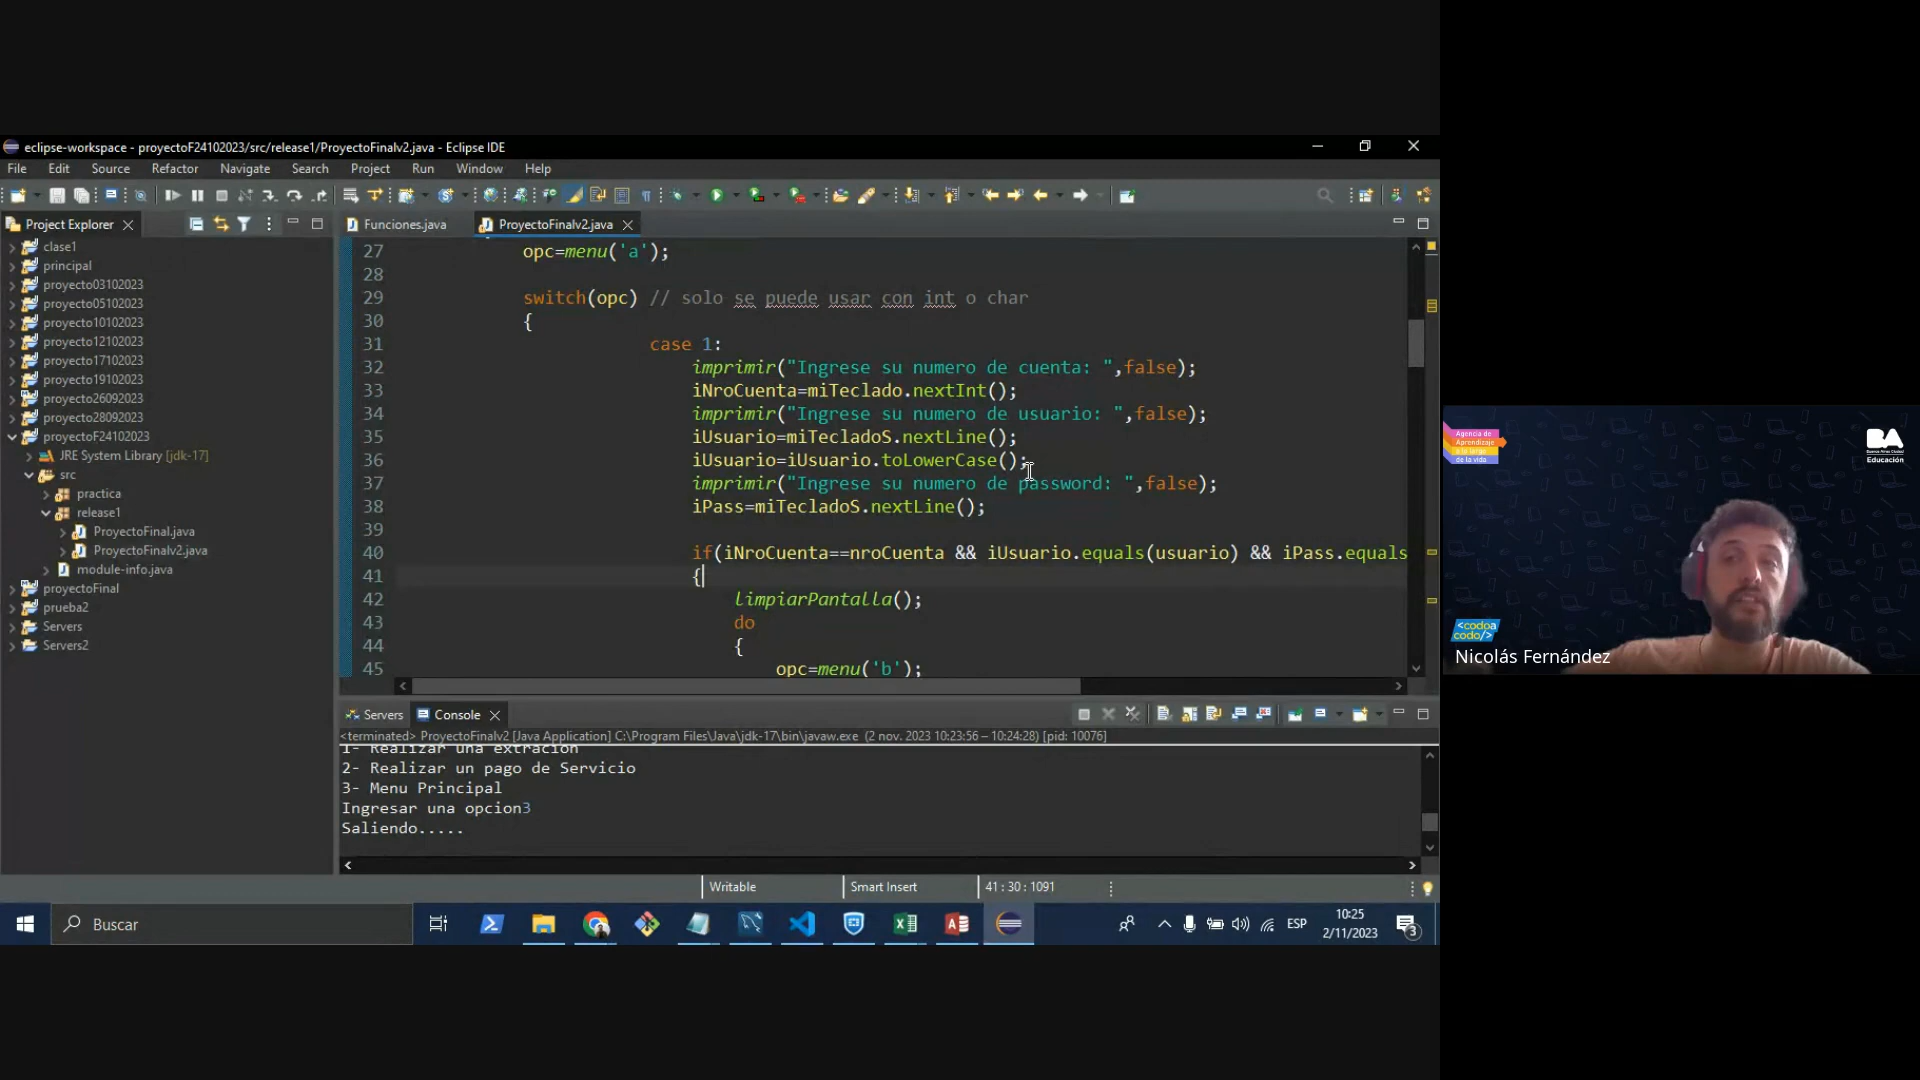 eclipse-workspace - proyectoF24102023/src/release1/ProyectoFinalv2.java - Eclipse IDE
File Edit Source Refactor Navigate Search Project Run Window Help
Project Explorer
Funciones.java
ProyectoFinalv2.java
clase1
principal
proyecto03102023
proyecto05102023
proyecto10102023
proyecto12102023
proyecto17102023
proyecto19102023
proyecto26092023
proyecto28092023
proyectoF24102023
JRE System Library [jdk-17]
src
practica
release1
ProyectoFinal.java
ProyectoFinalv2.java
module-info.java
proyectoFinal
prueba2
Servers
Servers2
27 opc=menu('a');
28
29 switch(opc) // solo se puede usar con int o char
30 {
31 case 1:
32 imprimir("Ingrese su numero de cuenta: ",false);
33 iNroCuenta=miTeclado.nextInt();
34 imprimir("Ingrese su numero de usuario: ",false);
35 iUsuario=miTecladoS.nextLine();
36 iUsuario=iUsuario.toLowerCase();
37 imprimir("Ingrese su numero de password: ",false);
38 iPass=miTecladoS.nextLine();
39
40 if(iNroCuenta==nroCuenta && iUsuario.equals(usuario) && iPass.equals
41 {
42 limpiarPantalla();
43 do
44 {
45 opc=menu('b');
Servers Console
<terminated> ProyectoFinalv2 [Java Application] C:\Program Files\Java\jdk-17\bin\javaw.exe (2 nov. 2023 10:23:56 – 10:24:28) [pid: 10076]
1- Realizar una extracion
2- Realizar un pago de Servicio
3- Menu Principal
Ingresar una opcion3
Saliendo.....
Writable Smart Insert 41 : 30 : 1091
Buscar
ESP
10:25
2/11/2023
3
Agencia de
Aprendizaje
a lo largo
de la vida
BA
Buenos Aires Ciudad
Educación
<codo a
codo/>
Nicolás Fernández